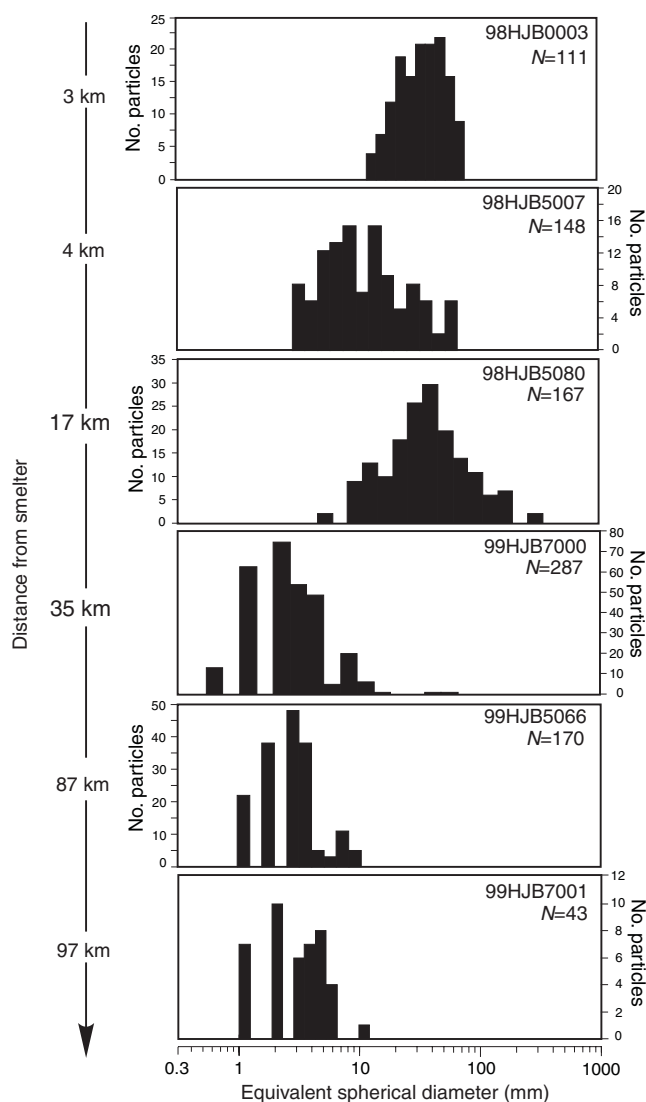 98HJB0003
N=111
No. particles
25
20
15
10
5
0
3 km
98HJB5007
N=148
No. particles
20
16
12
8
4
0
4 km
98HJB5080
N=167
No. particles
35
30
25
20
15
10
5
0
17 km
Distance from smelter
99HJB7000
N=287
No. particles
80
70
60
50
40
30
20
10
0
35 km
99HJB5066
N=170
No. particles
50
40
30
20
10
0
87 km
99HJB7001
N=43
No. particles
12
10
8
6
4
2
0
97 km
0.3 1 10 100 1000
Equivalent spherical diameter (mm)